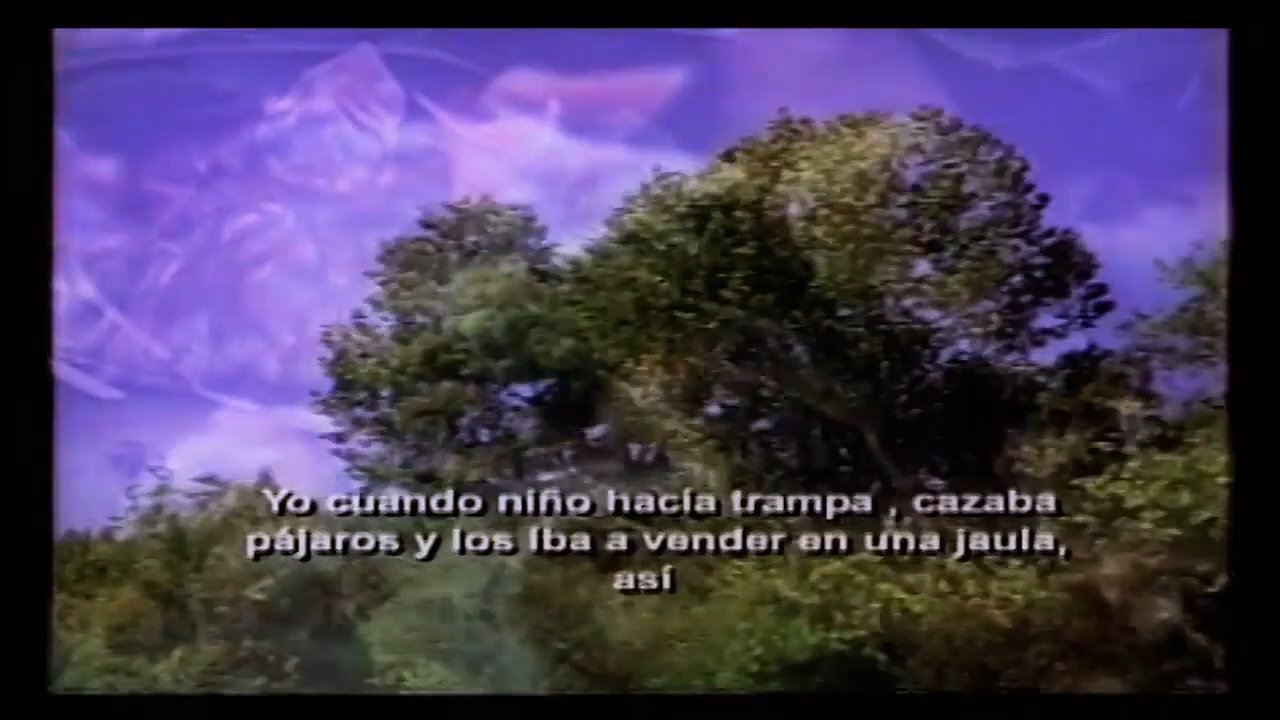 Yo cuando niño hacía trampa , cazaba
pájaros y los iba a vender en una jaula,
así